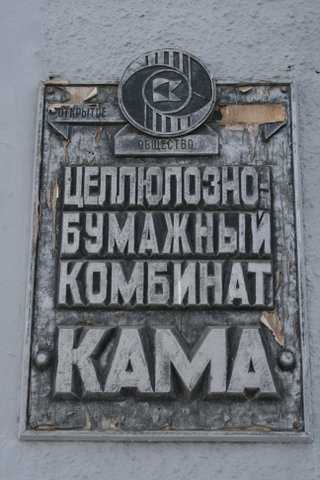 ОТКРЫТОЕ
ОБЩЕСТВО
ЦЕЛЛЮЛОЗНО-
БУМАЖНЫЙ
КОМБИНАТ
КАМА